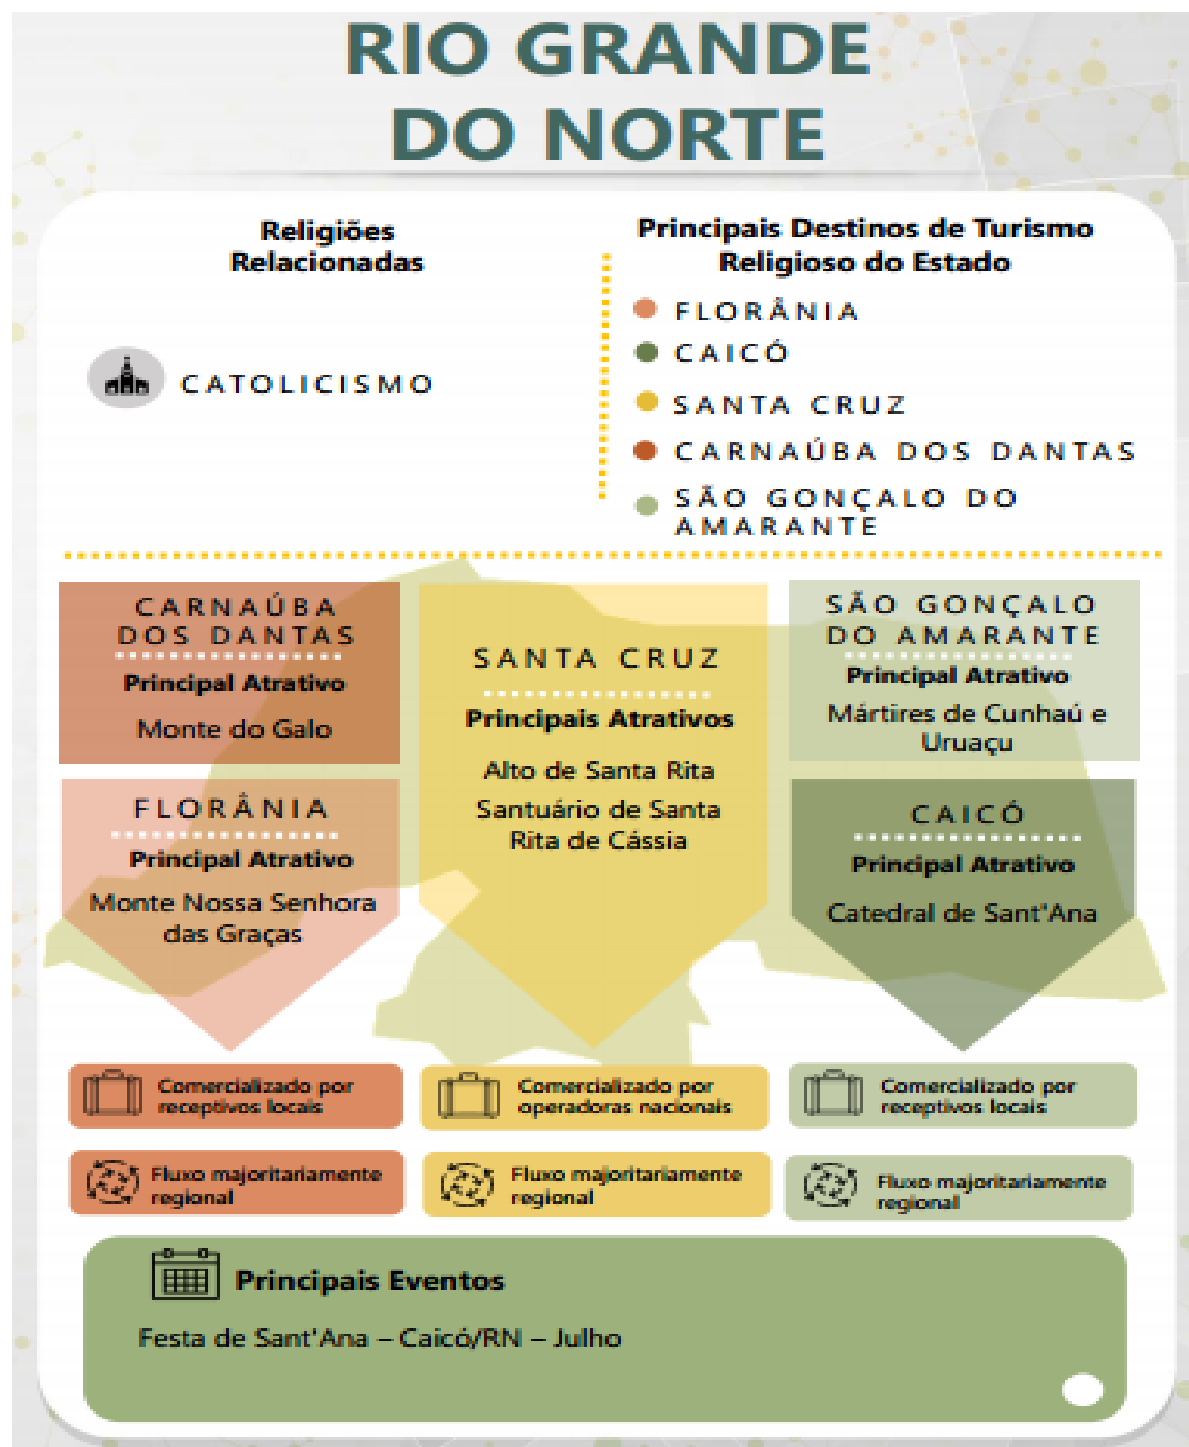 RIO GRANDE
DO NORTE
Religiões
Relacionadas
CATOLICISMO
Principais Destinos de Turismo
Religioso do Estado
FLORÂNIA
CAICÓ
SANTA CRUZ
CARNAÚBA DOS DANTAS
SÃO GONÇALO DO
AMARANTE
CARNAÚBA
DOS DANTAS
Principal Atrativo
Monte do Galo
FLORÂNIA
Principal Atrativo
Monte Nossa Senhora
das Graças
SANTA CRUZ
Principais Atrativos
Alto de Santa Rita
Santuário de Santa
Rita de Cássia
SÃO GONÇALO
DO AMARANTE
Principal Atrativo
Mártires de Cunhaú e
Uruaçu
CAICÓ
Principal Atrativo
Catedral de Sant'Ana
Comercializado por
receptivos locais
Comercializado por
operadoras nacionais
Comercializado por
receptivos locais
Fluxo majoritariamente
regional
Fluxo majoritariamente
regional
Fluxo majoritariamente
regional
Principais Eventos
Festa de Sant'Ana – Caicó/RN – Julho